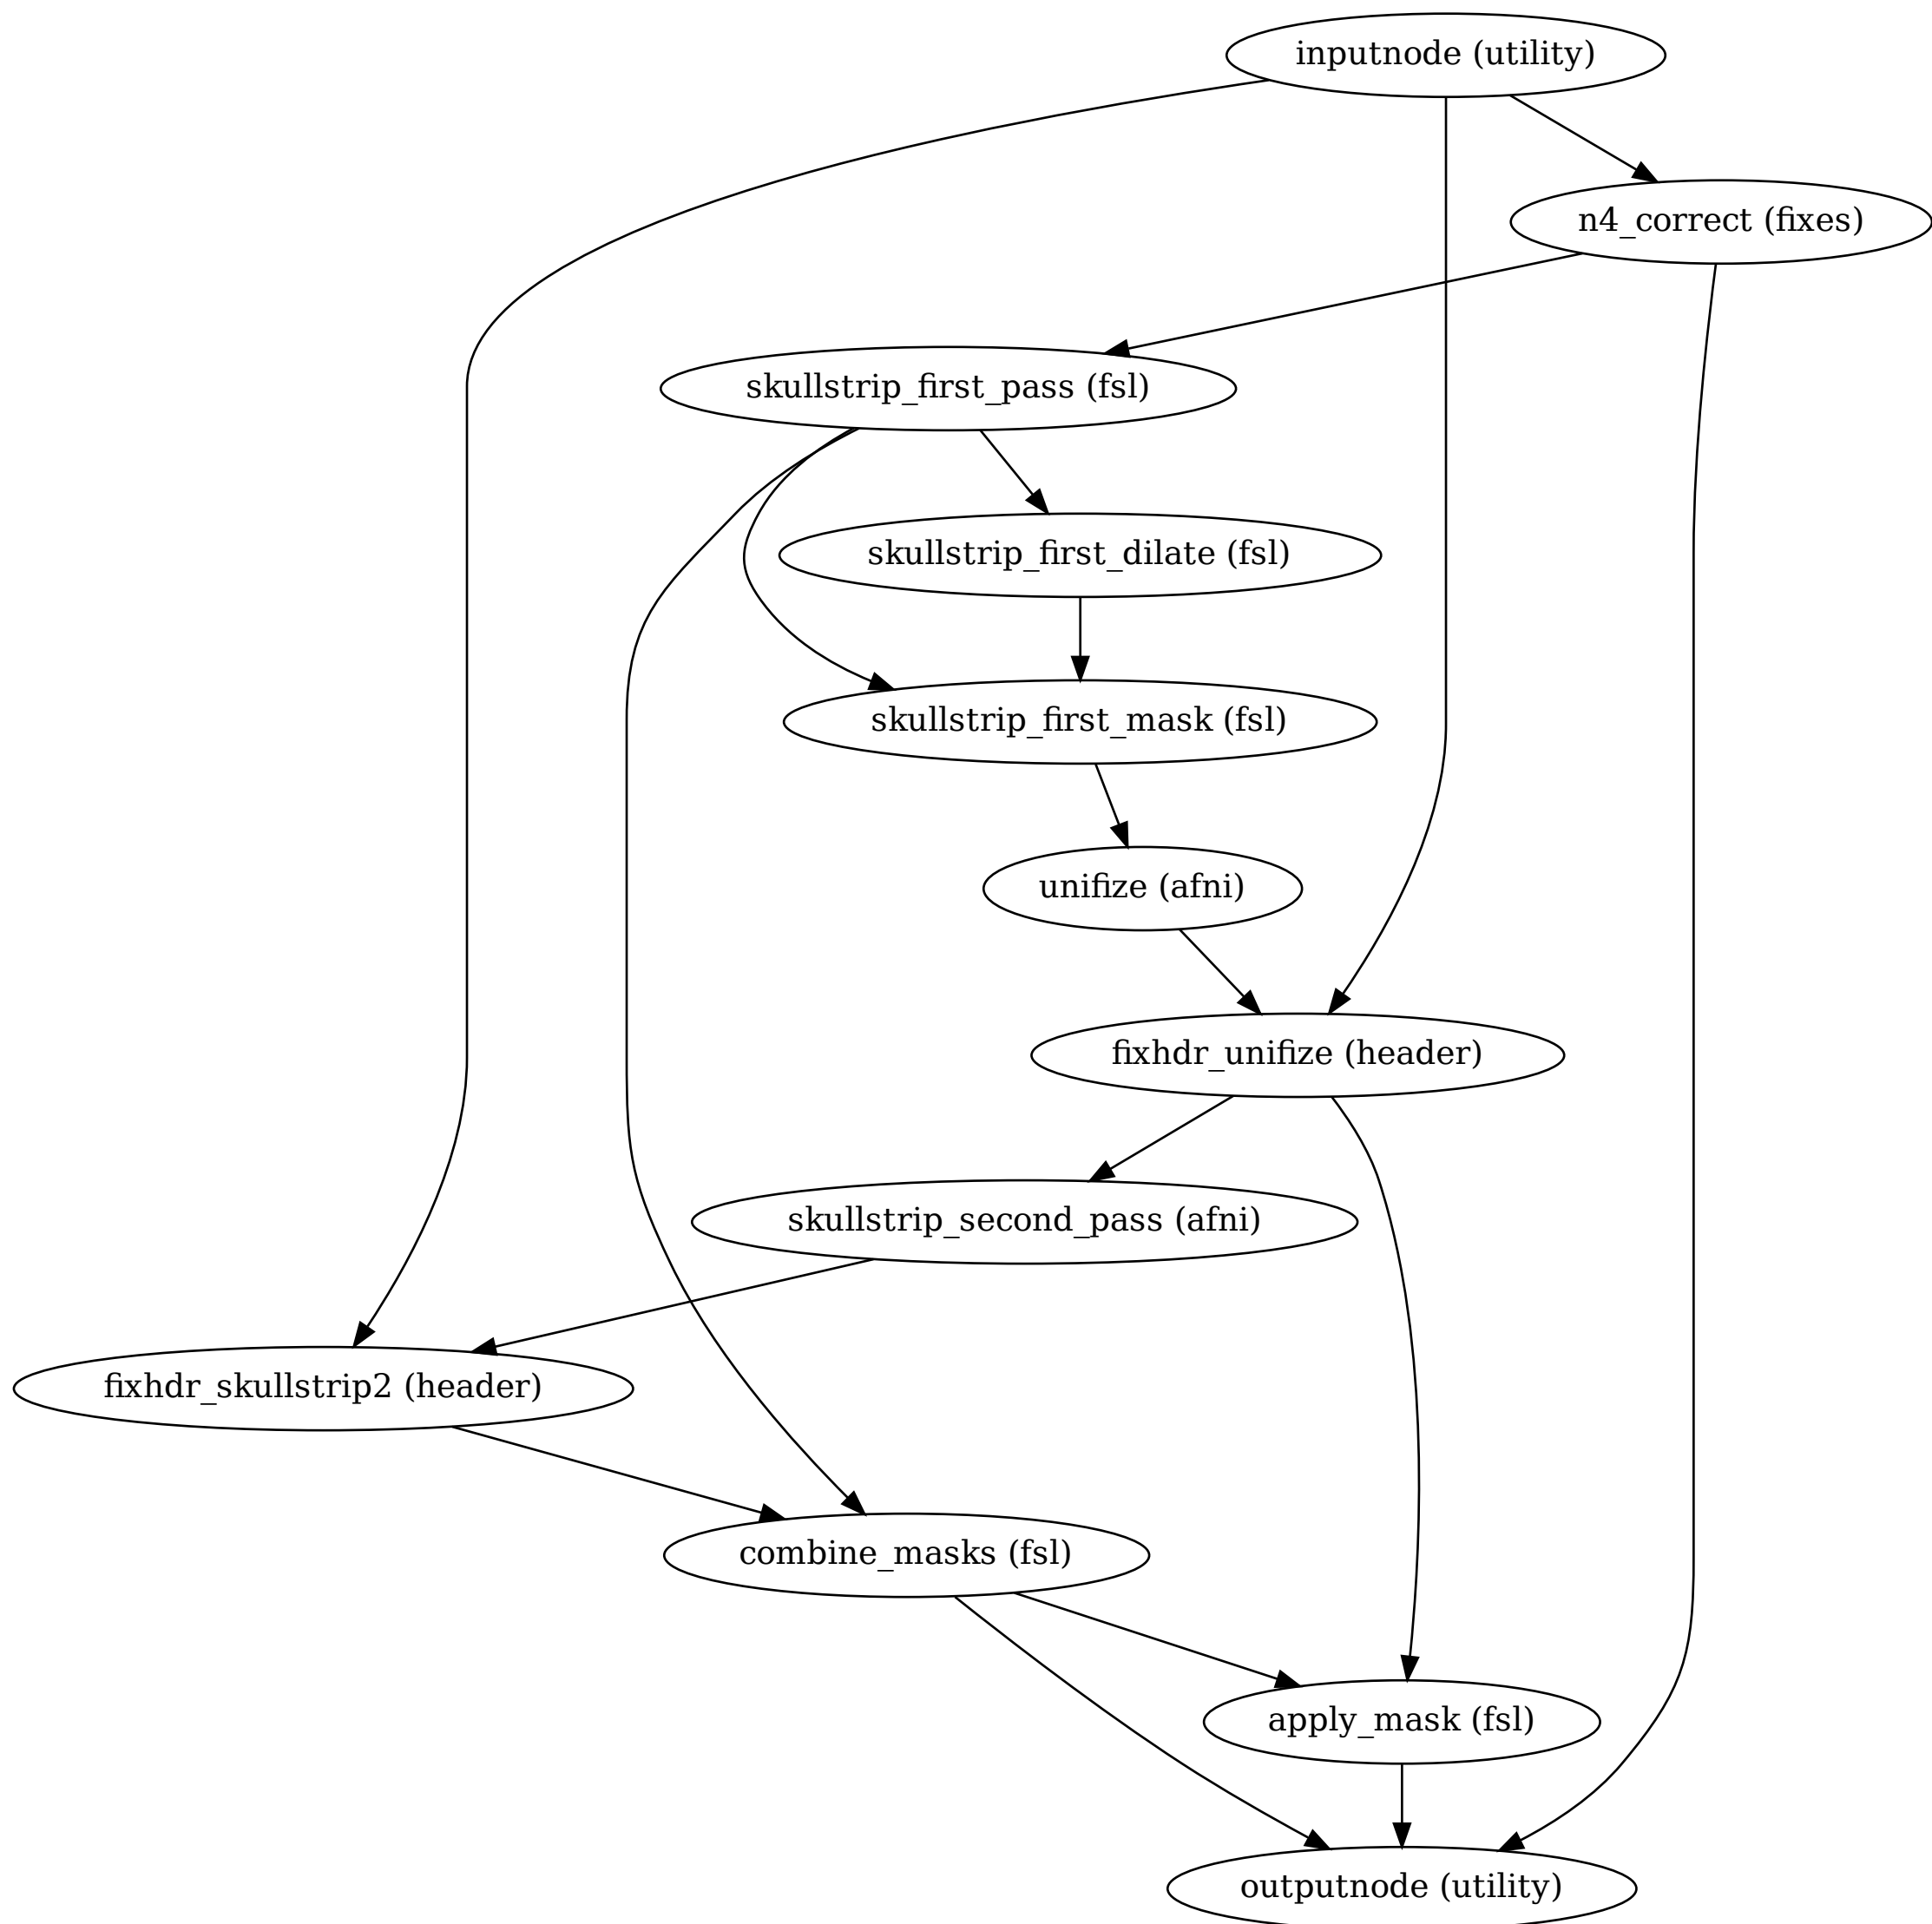 inputnode (utility)
n4_correct (fixes)
skullstrip_first_pass (fsl)
skullstrip_first_dilate (fsl)
skullstrip_first_mask (fsl)
unifize (afni)
fixhdr_unifize (header)
skullstrip_second_pass (afni)
fixhdr_skullstrip2 (header)
combine_masks (fsl)
apply_mask (fsl)
outputnode (utility)